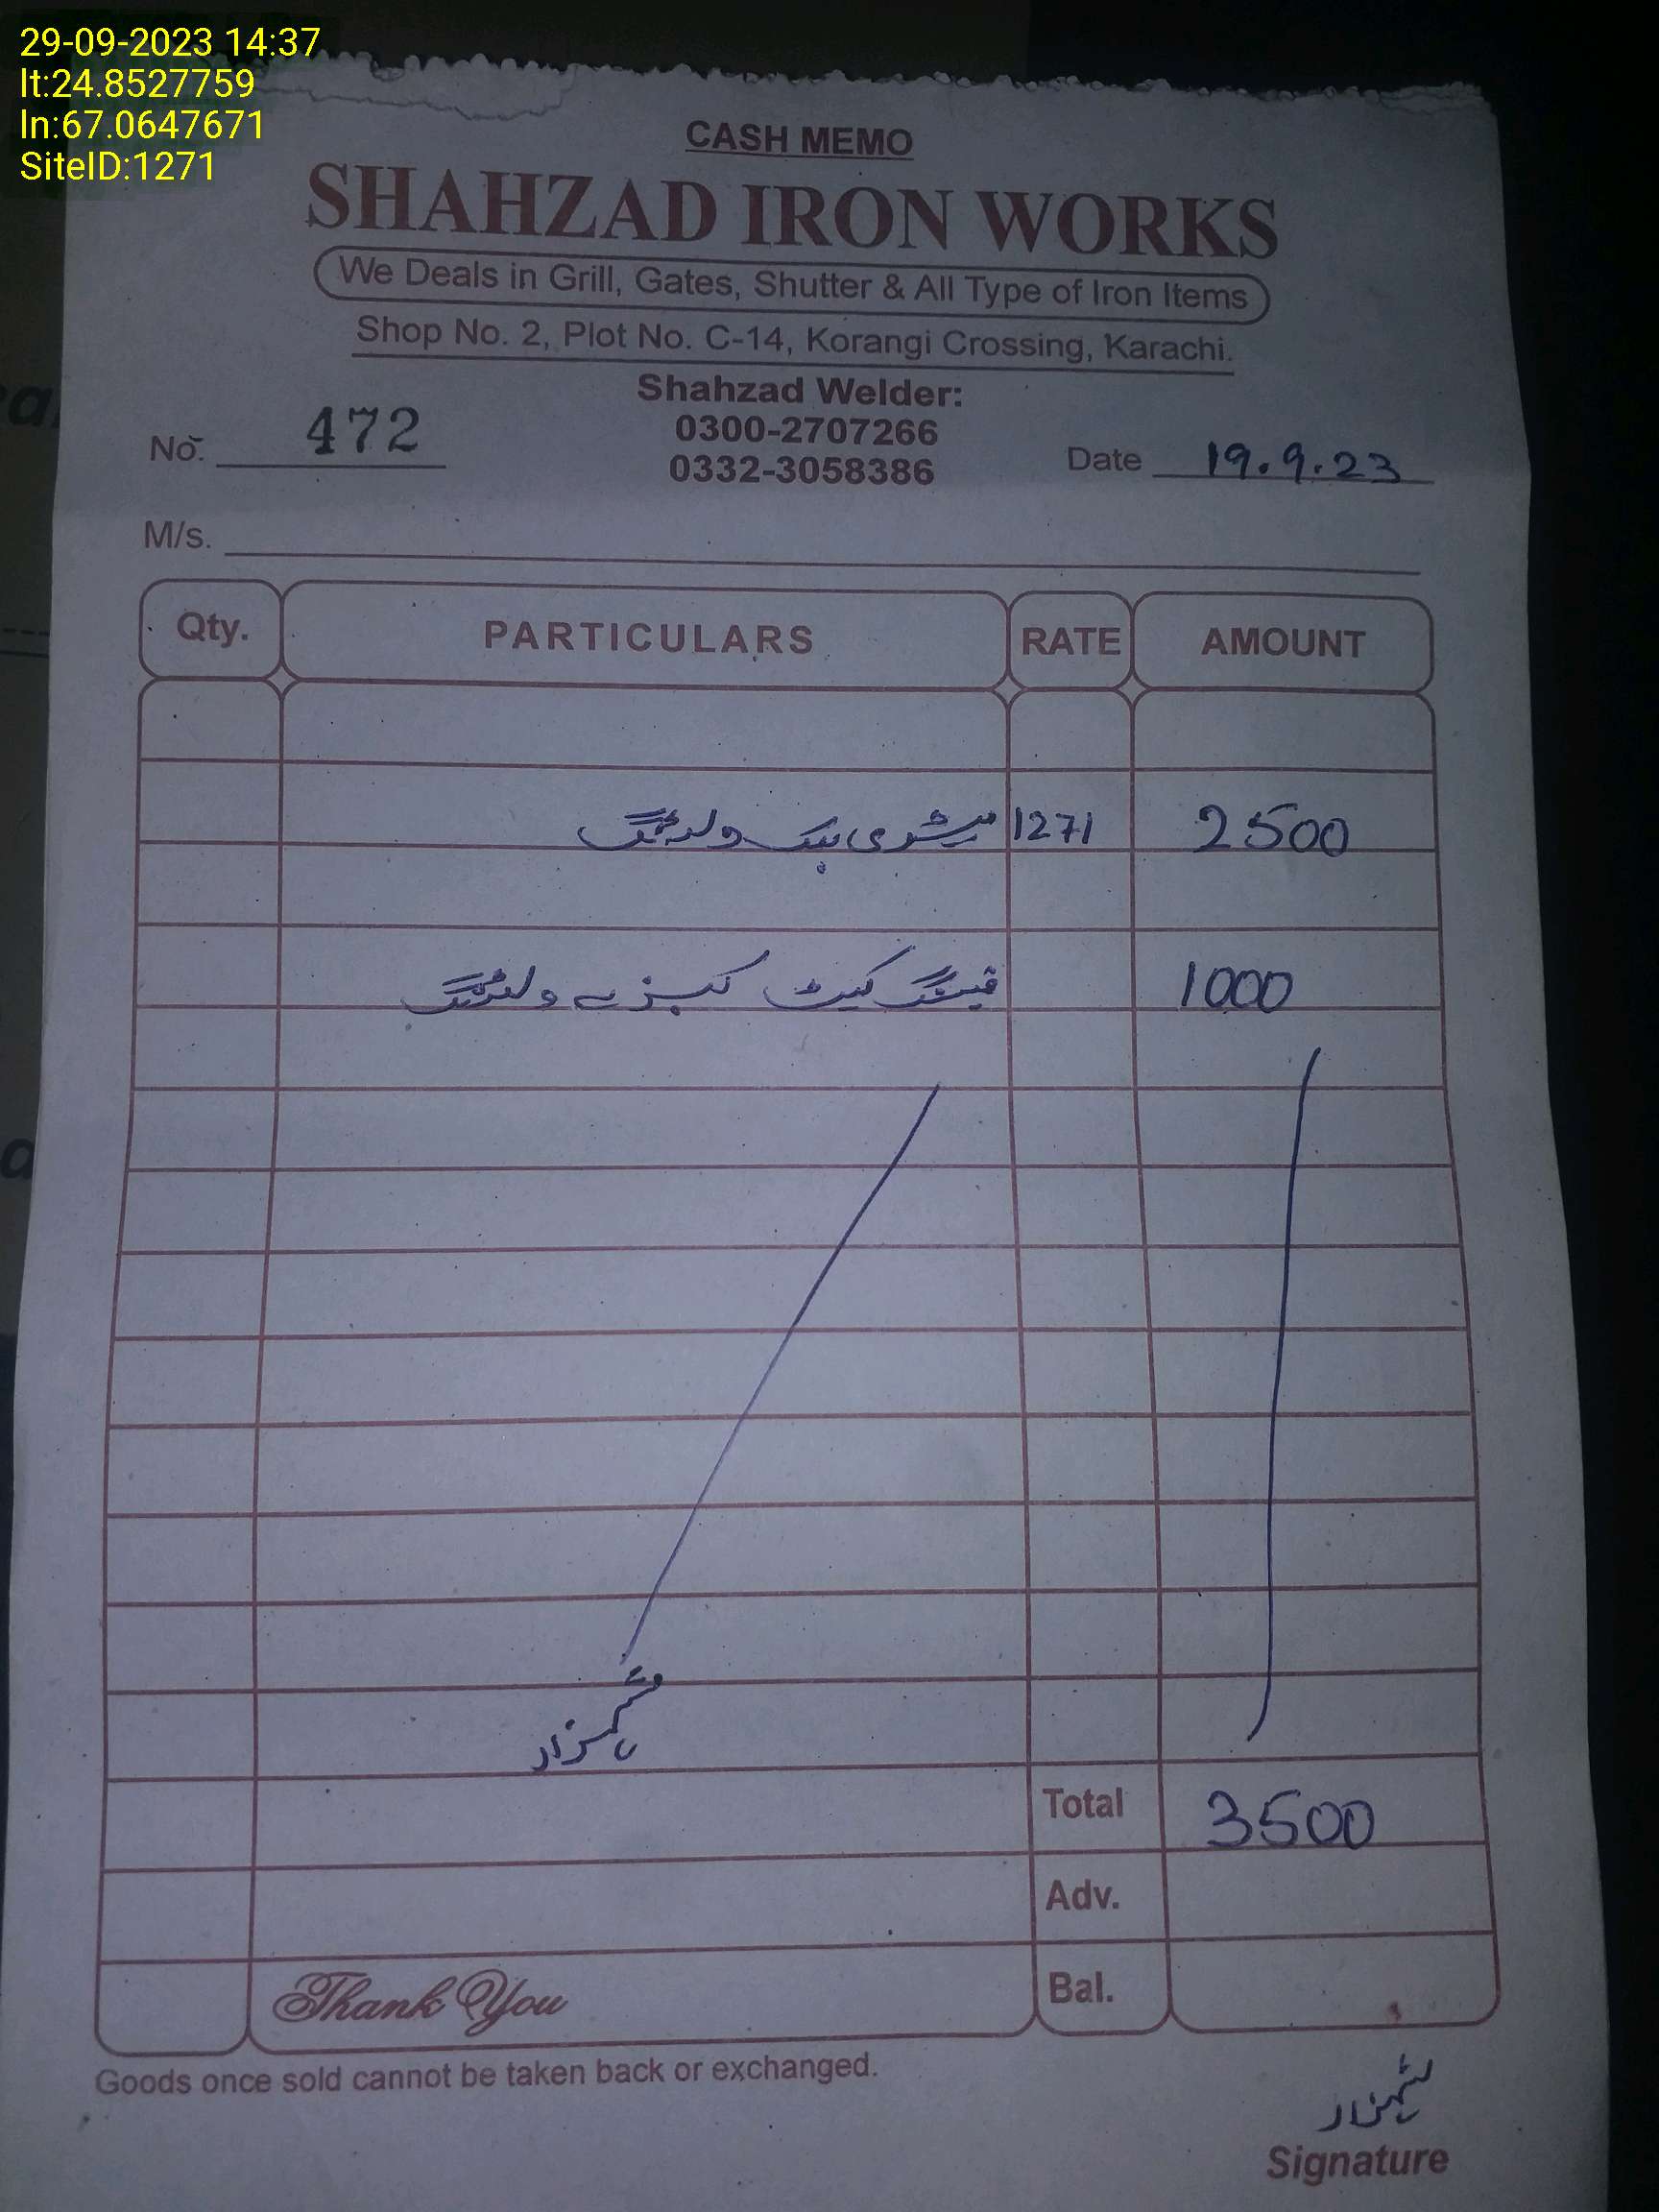 29-09-2023 14:37
lt:24.8527759
ln:67.0647671
SiteID:1271
CASH MEMO
SHAHZAD IRON WORKS
We Deals in Grill, Gates, Shutter & All Type of Iron Items
Shop No. 2, Plot No. C-14, Korangi Crossing, Karachi.
Shahzad Welder:
0300-2707266
0332-3058386
No. 472
Date 19.9.23
M/s.
Qty. PARTICULARS RATE AMOUNT
ولڈنگ 1271 2500
گیٹ ولڈنگ 1000
شہزاد
Total 3500
Adv.
Thank You Bal.
Goods once sold cannot be taken back or exchanged.
شہزاد
Signature